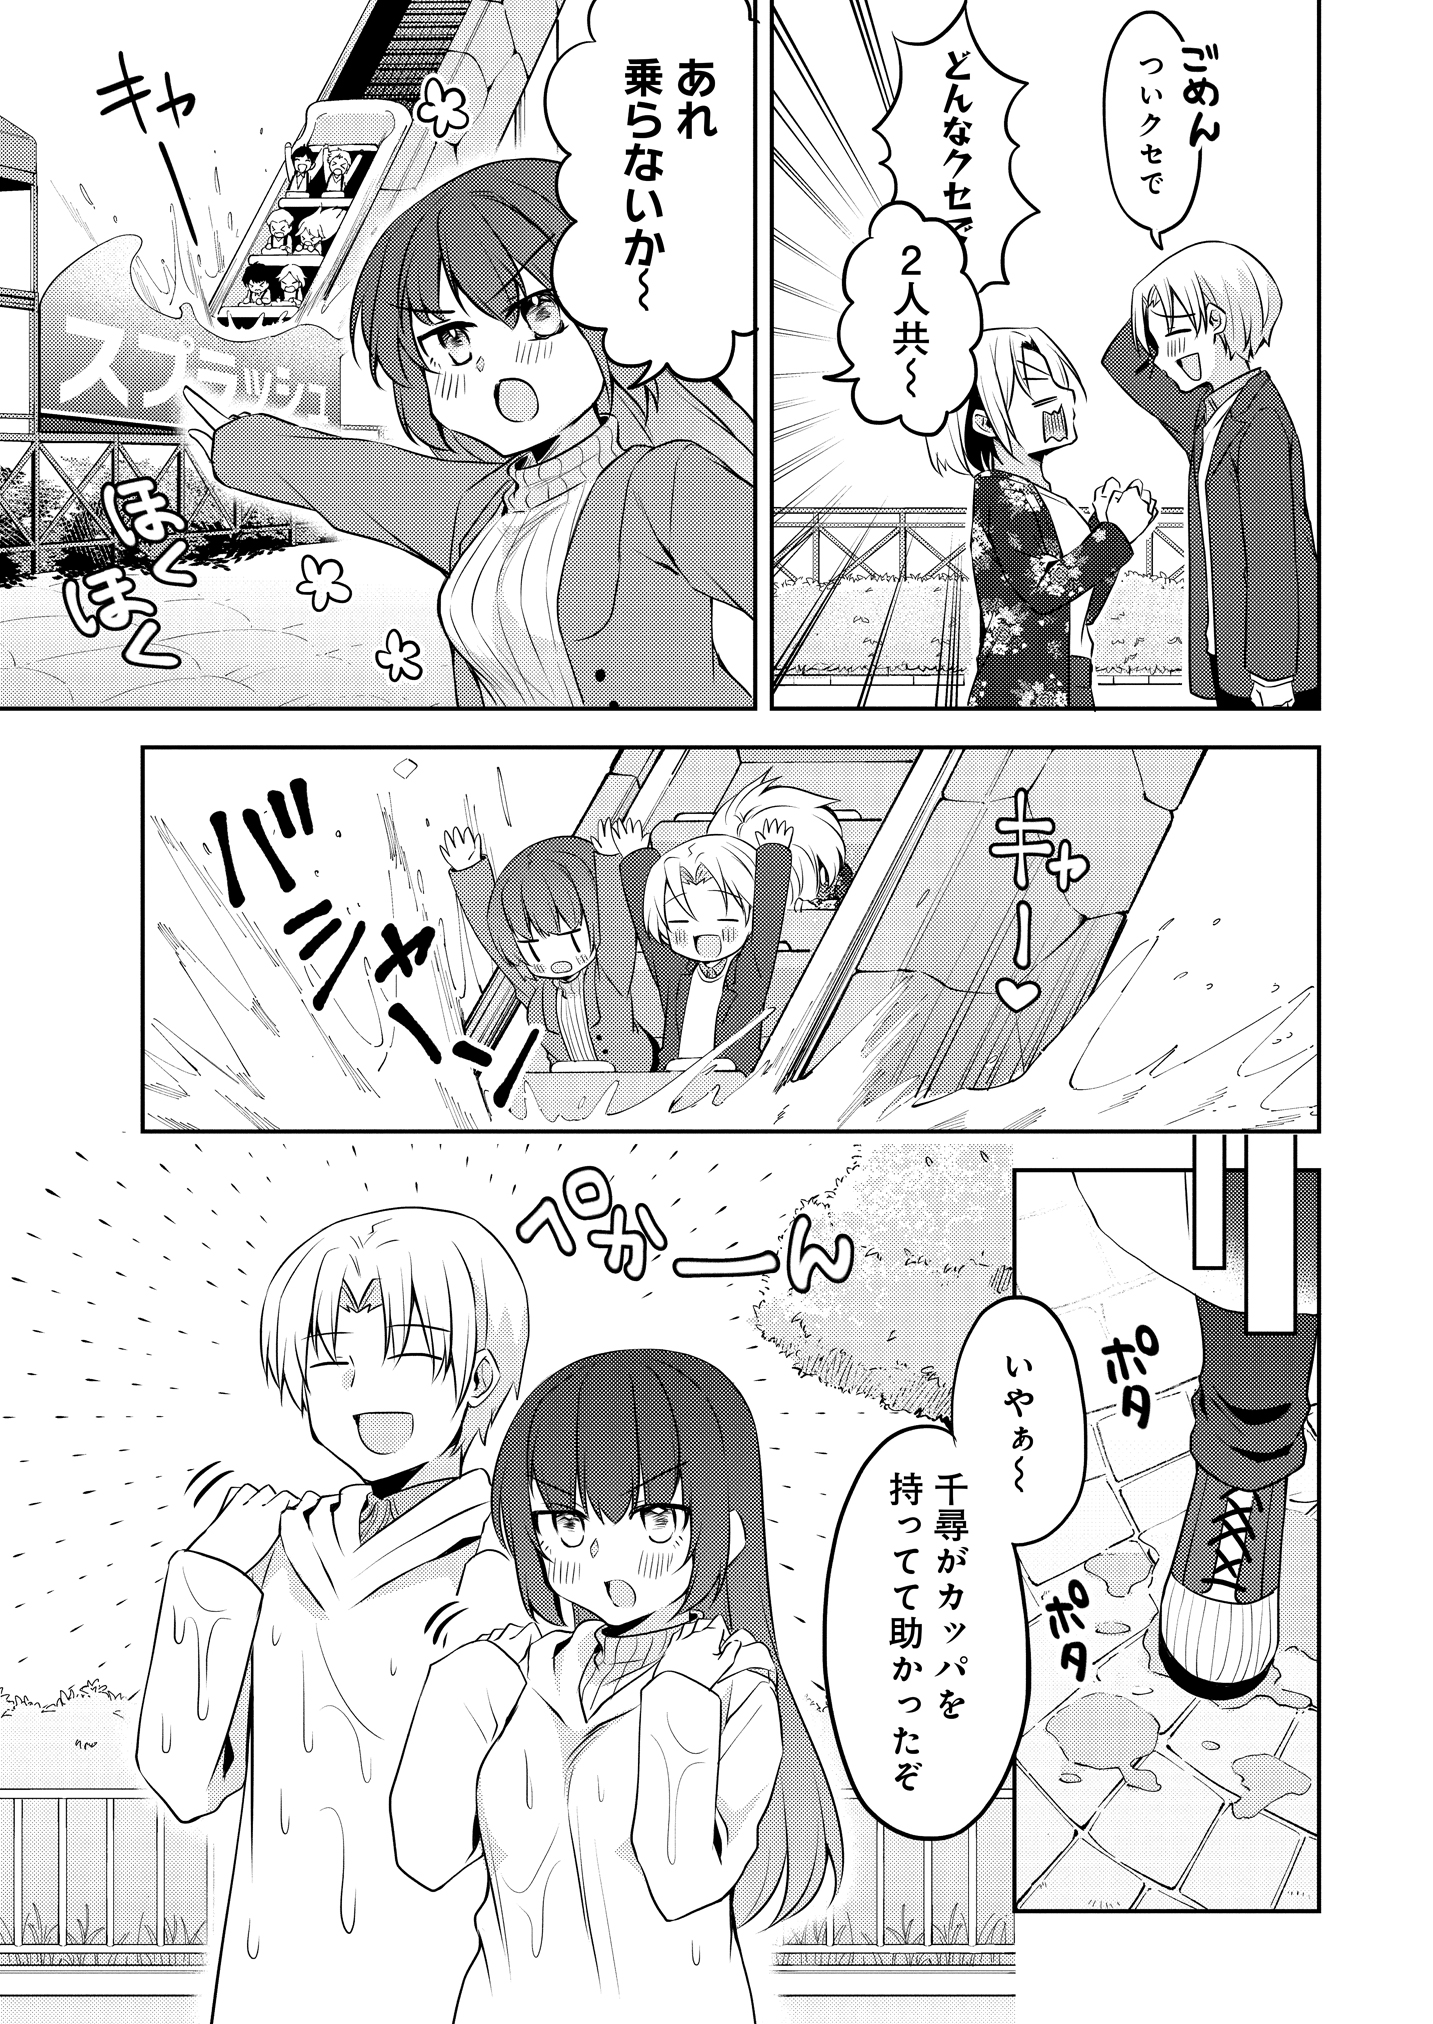 ごめん〜
ついクセで
どんなクセで
2人共〜
あれ
乗らないか〜
キャー
スプラッシュ
ほくほく
キャー♡
バシャーン
ポタ
ポタ
いやぁ〜
千尋がカッパを
持ってて助かったぞ
ペかーん